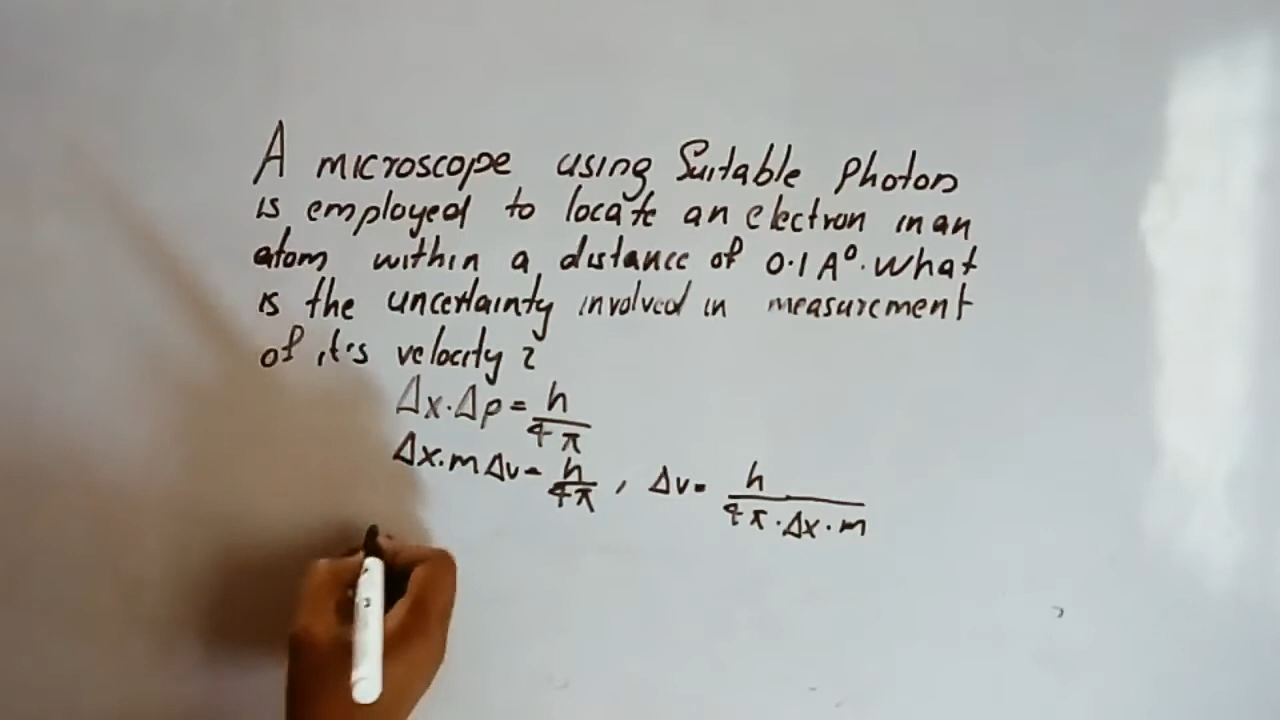 A microscope using Suitable photon
is employed to locate an electron in an
atom within a distance of 0.1 A°. What
is the uncertainty involved in measurement
of it's velocity ?
Δx·Δp = h/4π
Δx·mΔv = h/4π , Δv = h/4π·Δx·m